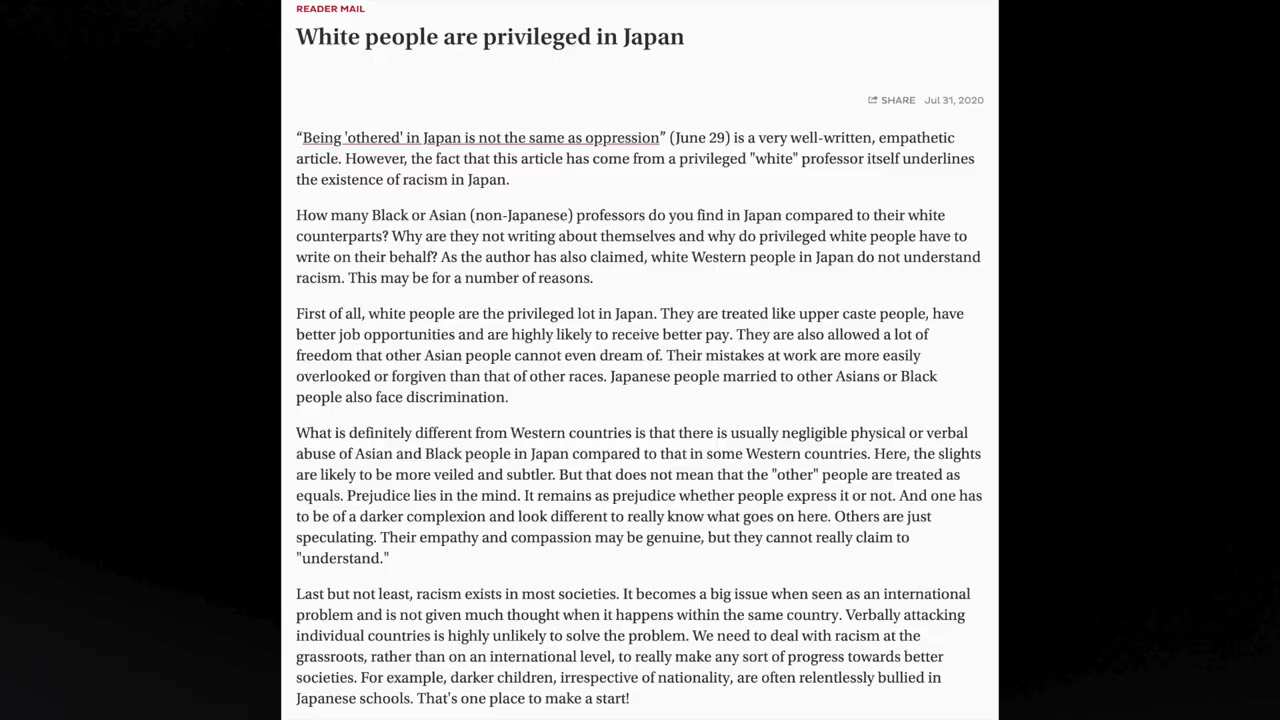 READER MAIL
White people are privileged in Japan
SHARE Jul 31, 2020
“Being 'othered' in Japan is not the same as oppression” (June 29) is a very well-written, empathetic
article. However, the fact that this article has come from a privileged "white" professor itself underlines
the existence of racism in Japan.
How many Black or Asian (non-Japanese) professors do you find in Japan compared to their white
counterparts? Why are they not writing about themselves and why do privileged white people have to
write on their behalf? As the author has also claimed, white Western people in Japan do not understand
racism. This may be for a number of reasons.
First of all, white people are the privileged lot in Japan. They are treated like upper caste people, have
better job opportunities and are highly likely to receive better pay. They are also allowed a lot of
freedom that other Asian people cannot even dream of. Their mistakes at work are more easily
overlooked or forgiven than that of other races. Japanese people married to other Asians or Black
people also face discrimination.
What is definitely different from Western countries is that there is usually negligible physical or verbal
abuse of Asian and Black people in Japan compared to that in some Western countries. Here, the slights
are likely to be more veiled and subtler. But that does not mean that the "other" people are treated as
equals. Prejudice lies in the mind. It remains as prejudice whether people express it or not. And one has
to be of a darker complexion and look different to really know what goes on here. Others are just
speculating. Their empathy and compassion may be genuine, but they cannot really claim to
"understand."
Last but not least, racism exists in most societies. It becomes a big issue when seen as an international
problem and is not given much thought when it happens within the same country. Verbally attacking
individual countries is highly unlikely to solve the problem. We need to deal with racism at the
grassroots, rather than on an international level, to really make any sort of progress towards better
societies. For example, darker children, irrespective of nationality, are often relentlessly bullied in
Japanese schools. That's one place to make a start!